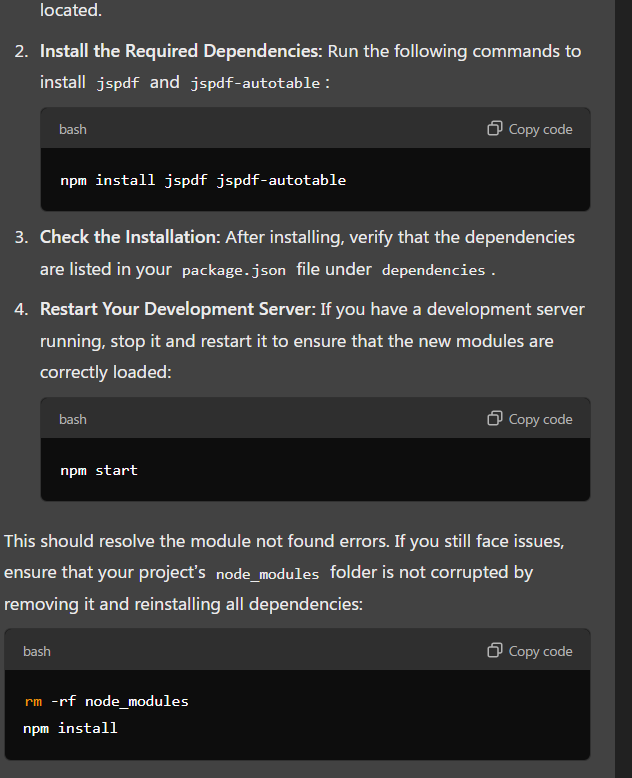 located.
2. Install the Required Dependencies: Run the following commands to
install jspdf and jspdf-autotable :
bash
Copy code
npm install jspdf jspdf-autotable
3. Check the Installation: After installing, verify that the dependencies
are listed in your package.json file under dependencies .
4. Restart Your Development Server: If you have a development server
running, stop it and restart it to ensure that the new modules are
correctly loaded:
bash
Copy code
npm start
This should resolve the module not found errors. If you still face issues,
ensure that your project's node_modules folder is not corrupted by
removing it and reinstalling all dependencies:
bash
Copy code
rm -rf node_modules
npm install